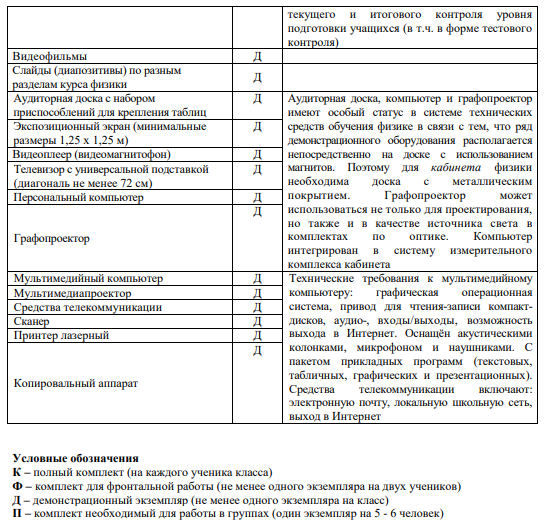 текущего и итогового контроля уровня
подготовки учащихся (в т.ч. в форме тестового
контроля)
Видеофильмы Д
Слайды (диапозитивы) по разным
разделам курса физики Д
Аудиторная доска с набором
приспособлений для крепления таблиц Д
Экспозиционный экран (минимальные
размеры 1,25 х 1,25 м) Д
Видеоплеер (видеомагнитофон) Д
Телевизор с универсальной подставкой
(диагональ не менее 72 см) Д
Персональный компьютер Д
Графопроектор Д
Аудиторная доска, компьютер и графопроектор
имеют особый статус в системе технических
средств обучения физике в связи с тем, что ряд
демонстрационного оборудования располагается
непосредственно на доске с использованием
магнитов. Поэтому для кабинета физики
необходима доска с металлическим
покрытием. Графопроектор может
использоваться не только для проектирования,
но также и в качестве источника света в
комплектах по оптике. Компьютер
интегрирован в систему измерительного
комплекса кабинета
Мультимедийный компьютер Д
Мультимедиапроектор Д
Средства телекоммуникации Д
Сканер Д
Принтер лазерный Д
Копировальный аппарат Д
Технические требования к мультимедийному
компьютеру: графическая операционная
система, привод для чтения-записи компакт-
дисков, аудио-, входы/выходы, возможность
выхода в Интернет. Оснащён акустическими
колонками, микрофоном и наушниками. С
пакетом прикладных программ (текстовых,
табличных, графических и презентационных).
Средства телекоммуникации включают:
электронную почту, локальную школьную сеть,
выход в Интернет
Условные обозначения
К – полный комплект (на каждого ученика класса)
Ф – комплект для фронтальной работы (не менее одного экземпляра на двух учеников)
Д – демонстрационный экземпляр (не менее одного экземпляра на класс)
П – комплект необходимый для работы в группах (один экземпляр на 5 - 6 человек)